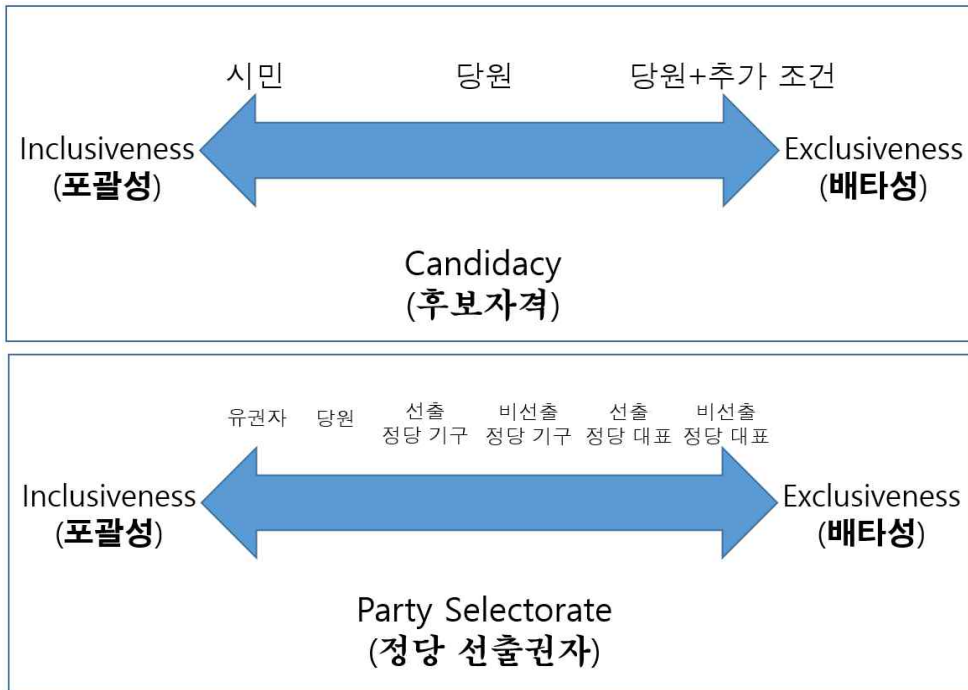 시민 당원 당원+추가 조건
Inclusiveness
(포괄성)
Exclusiveness
(배타성)
Candidacy
(후보자격)
유권자 당원
선출
정당 기구
비선출
정당 기구
선출
정당 대표
비선출
정당 대표
Inclusiveness
(포괄성)
Exclusiveness
(배타성)
Party Selectorate
(정당 선출권자)